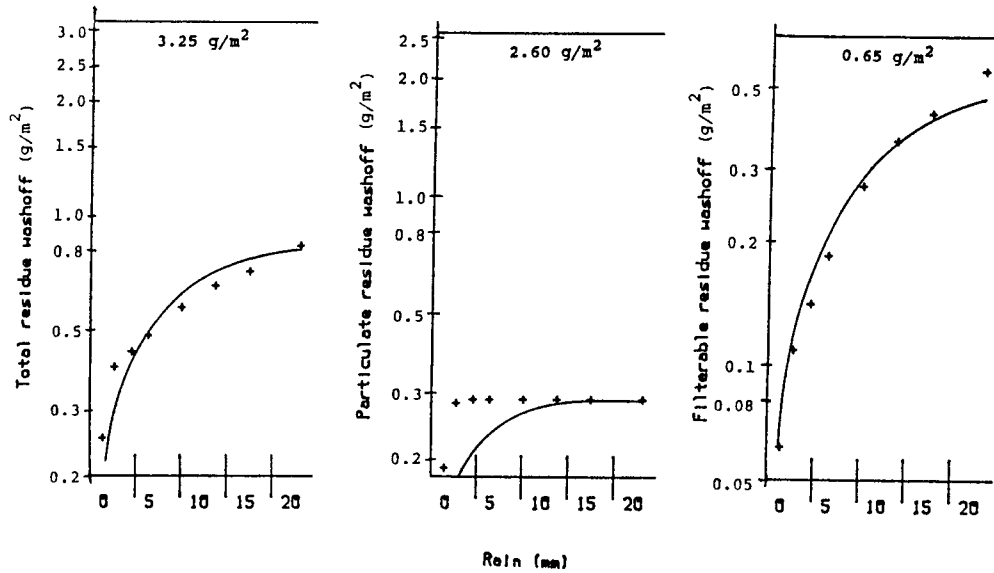 Total residue washoff (g/m²)
3.25 g/m²
3.0
2.5
2.0
1.5
1.0
0.8
0.5
0.3
0.2
0 5 10 15 20
Particulate residue washoff (g/m²)
2.60 g/m²
2.5
2.0
1.5
1.0
0.8
0.5
0.3
0.2
0 5 10 15 20
Filterable residue washoff (g/m²)
0.65 g/m²
0.5
0.3
0.2
0.1
0.08
0.05
0 5 10 15 20
Rain (mm)